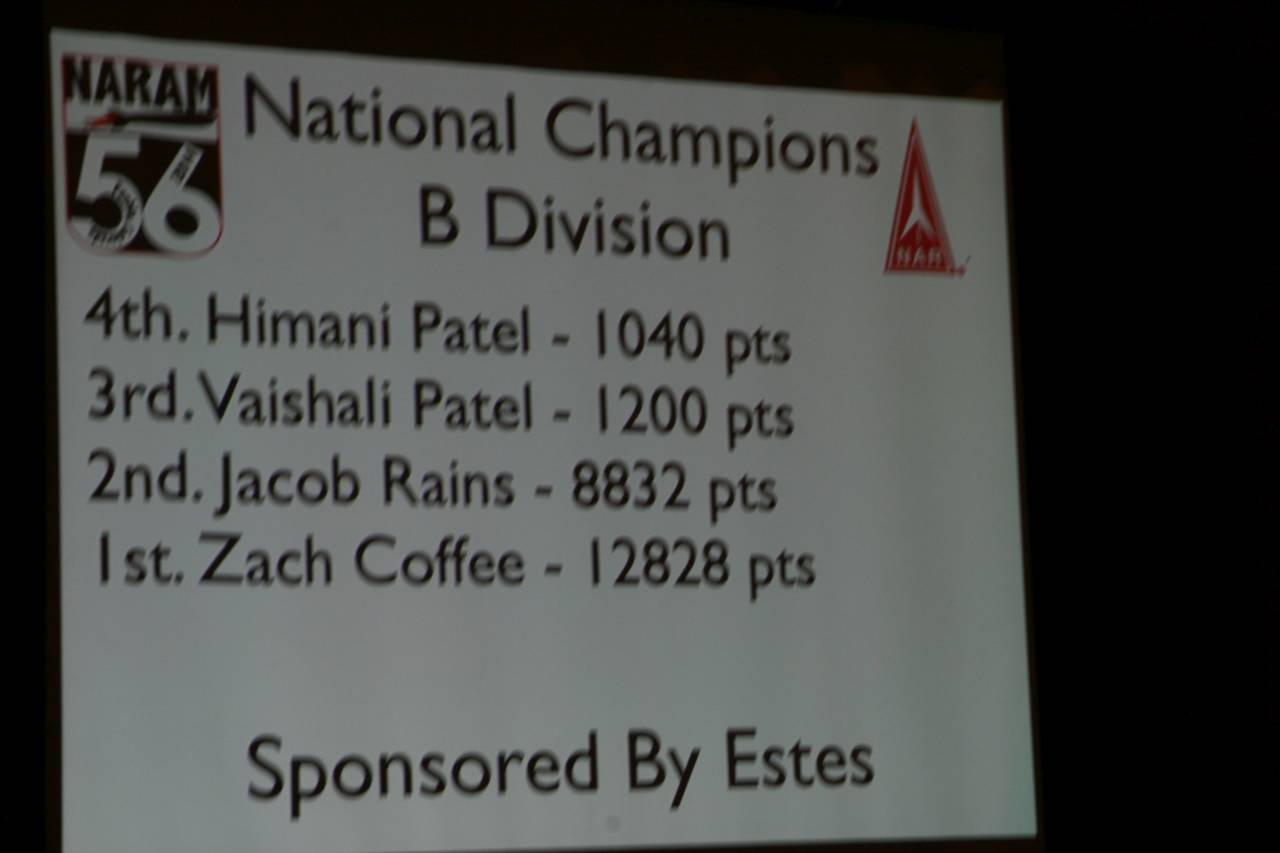 NARAM
56
National Champions
B Division
NAR
4th. Himani Patel - 1040 pts
3rd. Vaishali Patel - 1200 pts
2nd. Jacob Rains - 8832 pts
1st. Zach Coffee - 12828 pts
Sponsored By Estes